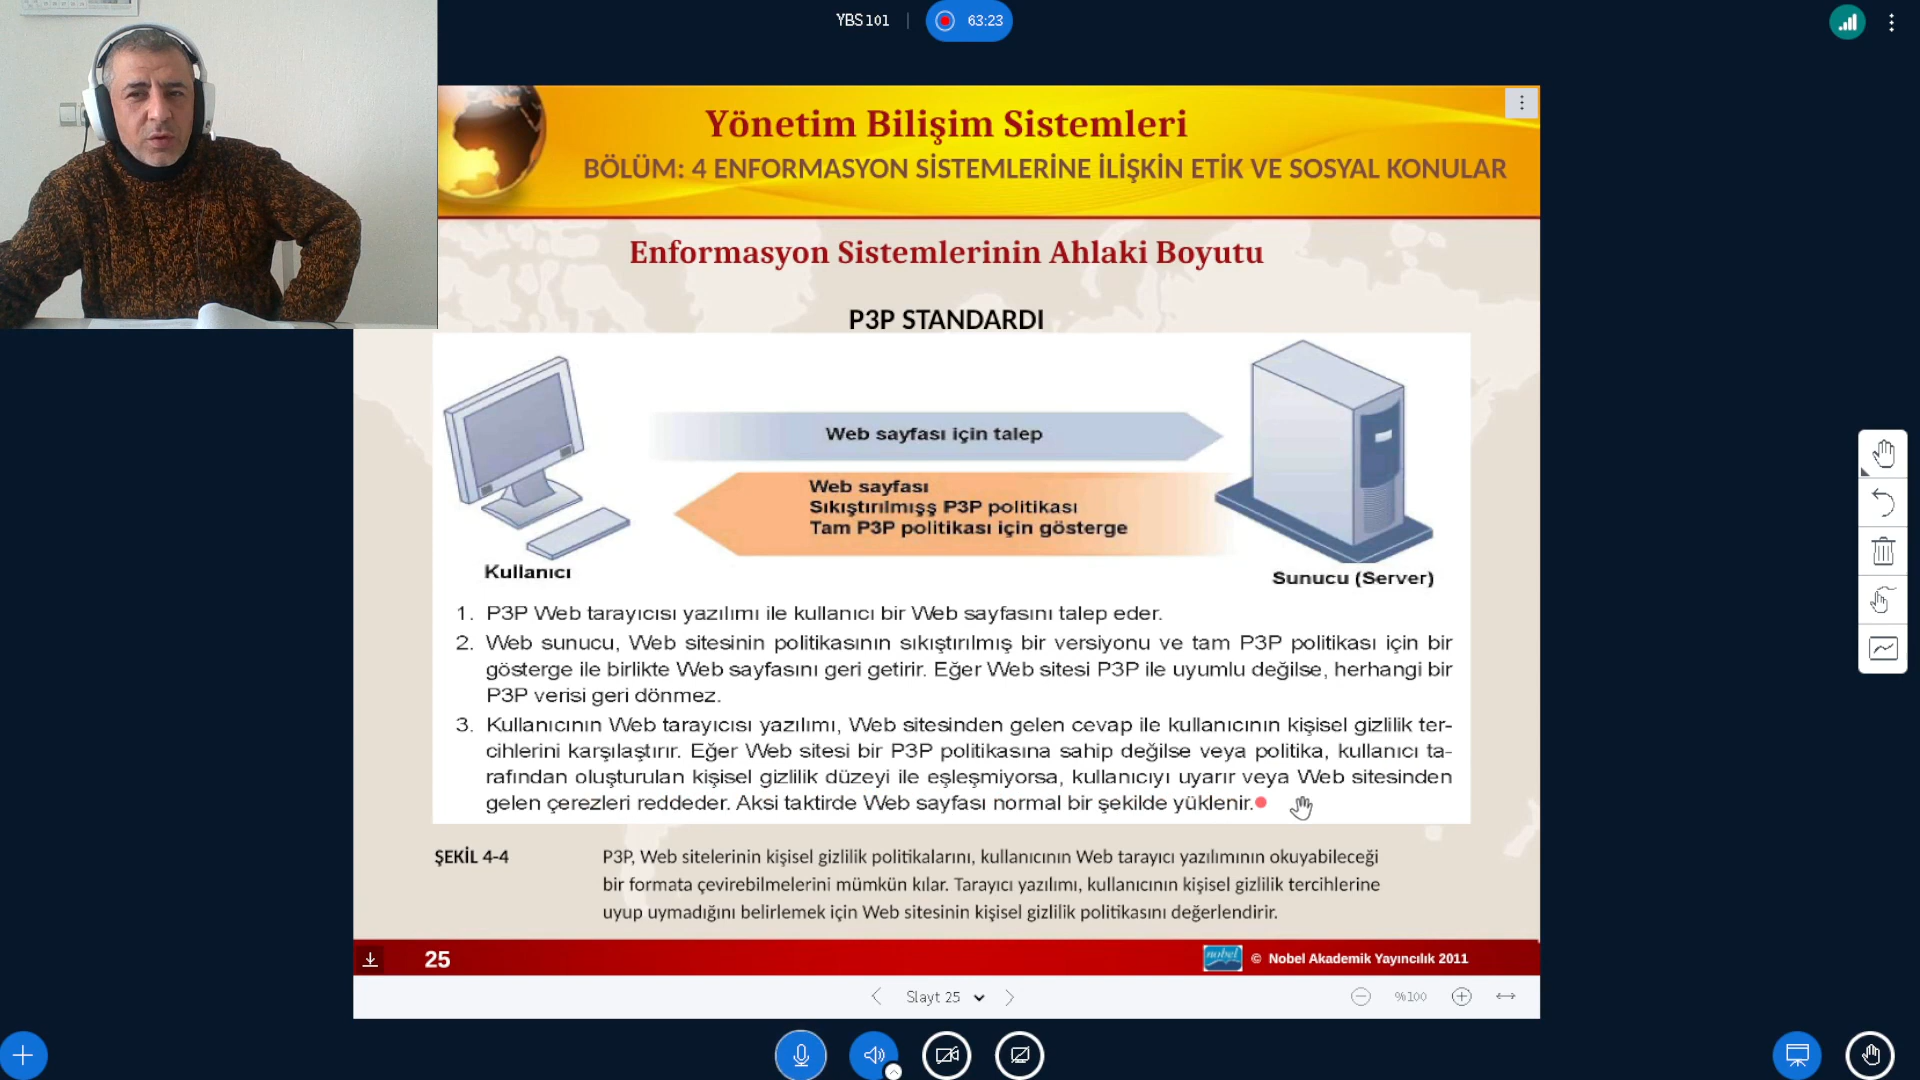 YBS 101
63:23
Yönetim Bilişim Sistemleri
BÖLÜM: 4 ENFORMASYON SİSTEMLERİNE İLİŞKİN ETİK VE SOSYAL KONULAR
Enformasyon Sistemlerinin Ahlaki Boyutu
P3P STANDARDI
Web sayfası için talep
Web sayfası
Sıkıştırılmışş P3P politikası
Tam P3P politikası için gösterge
Kullanıcı
Sunucu (Server)
1. P3P Web tarayıcısı yazılımı ile kullanıcı bir Web sayfasını talep eder.
2. Web sunucu, Web sitesinin politikasının sıkıştırılmış bir versiyonu ve tam P3P politikası için bir
gösterge ile birlikte Web sayfasını geri getirir. Eğer Web sitesi P3P ile uyumlu değilse, herhangi bir
P3P verisi geri dönmez.
3. Kullanıcının Web tarayıcısı yazılımı, Web sitesinden gelen cevap ile kullanıcının kişisel gizlilik ter-
cihlerini karşılaştırır. Eğer Web sitesi bir P3P politikasına sahip değilse veya politika, kullanıcı ta-
rafından oluşturulan kişisel gizlilik düzeyi ile eşleşmiyorsa, kullanıcıyı uyarır veya Web sitesinden
gelen çerezleri reddeder. Aksi taktirde Web sayfası normal bir şekilde yüklenir.
ŞEKİL 4-4
P3P, Web sitelerinin kişisel gizlilik politikalarını, kullanıcının Web tarayıcı yazılımının okuyabileceği
bir formata çevirebilmelerini mümkün kılar. Tarayıcı yazılımı, kullanıcının kişisel gizlilik tercihlerine
uyup uymadığını belirlemek için Web sitesinin kişisel gizlilik politikasını değerlendirir.
25
nobel
© Nobel Akademik Yayıncılık 2011
Slayt 25
%100